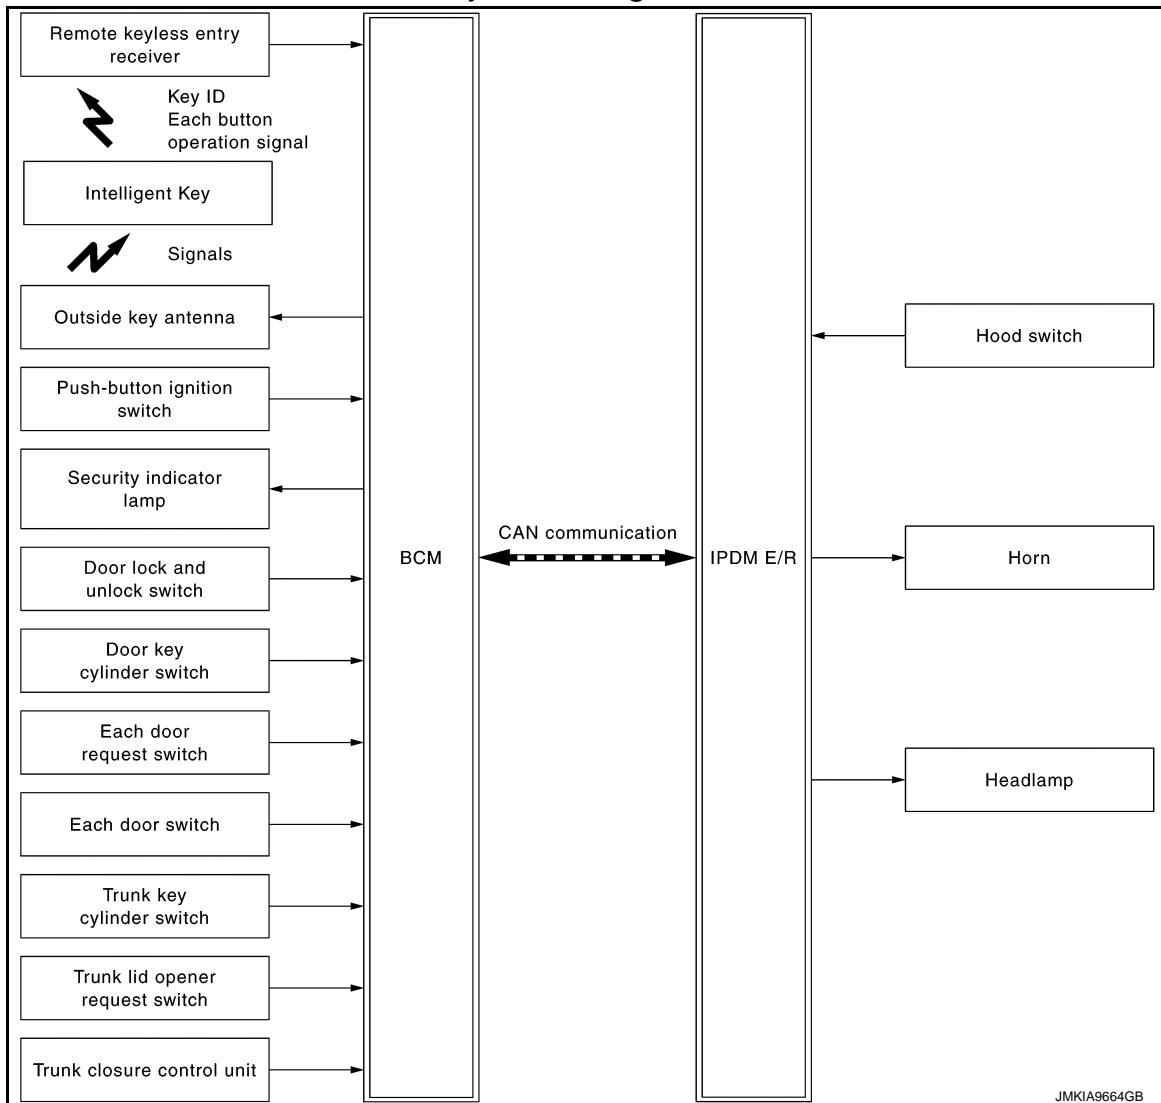 Remote keyless entry
receiver
Key ID
Each button
operation signal
Intelligent Key
Signals
Outside key antenna
Push-button ignition
switch
Security indicator
lamp
Door lock and
unlock switch
Door key
cylinder switch
Each door
request switch
Each door switch
Trunk key
cylinder switch
Trunk lid opener
request switch
Trunk closure control unit
BCM
CAN communication
IPDM E/R
Hood switch
Horn
Headlamp
JMKIA9664GB